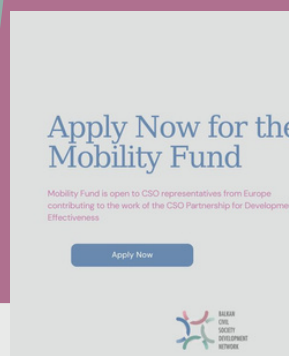 Apply Now for the
Mobility Fund
Mobility Fund is open to CSO representatives from Europe
contributing to the work of the CSO Partnership for Developme
Effectiveness
Apply Now
BALKAN
CIVIL
SOCIETY
DEVELOPMENT
NETWORK